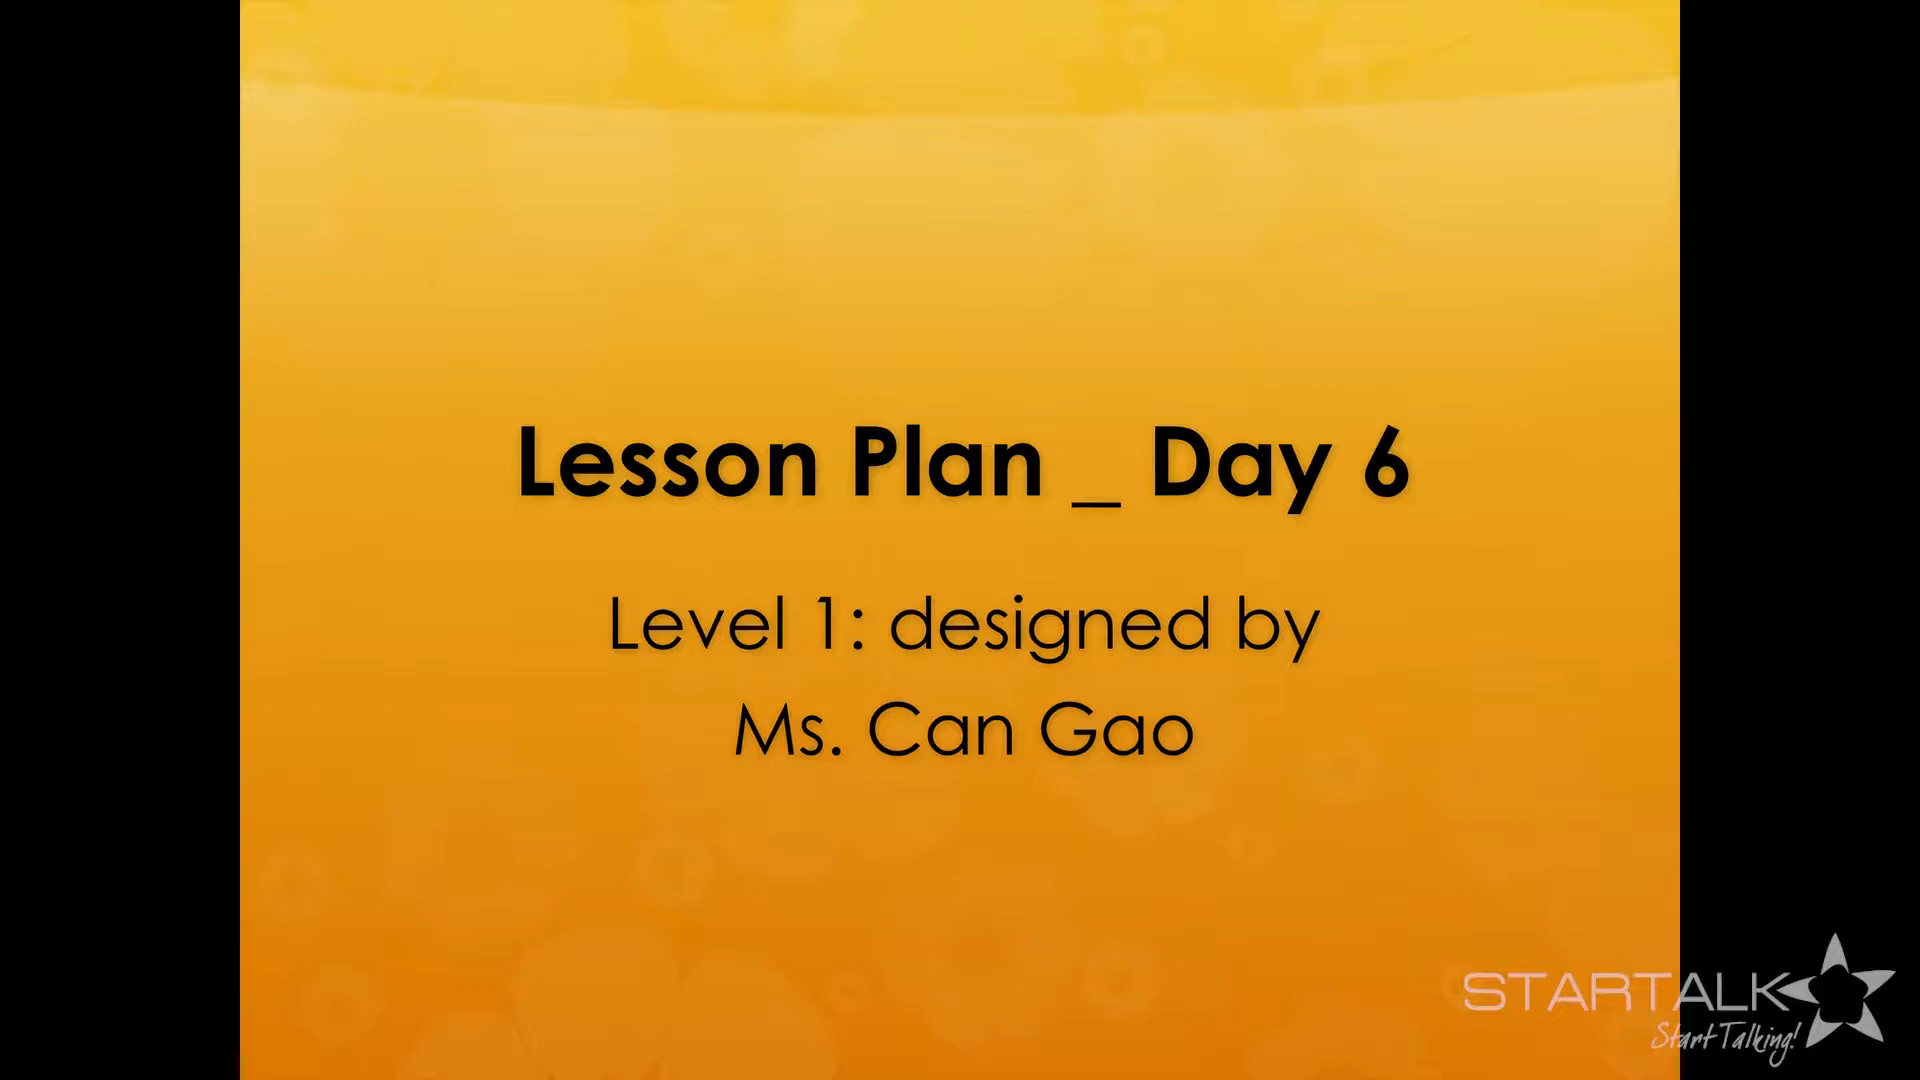 Lesson Plan _ Day 6
Level 1: designed by
Ms. Can Gao
STARTALK
Start Talking!